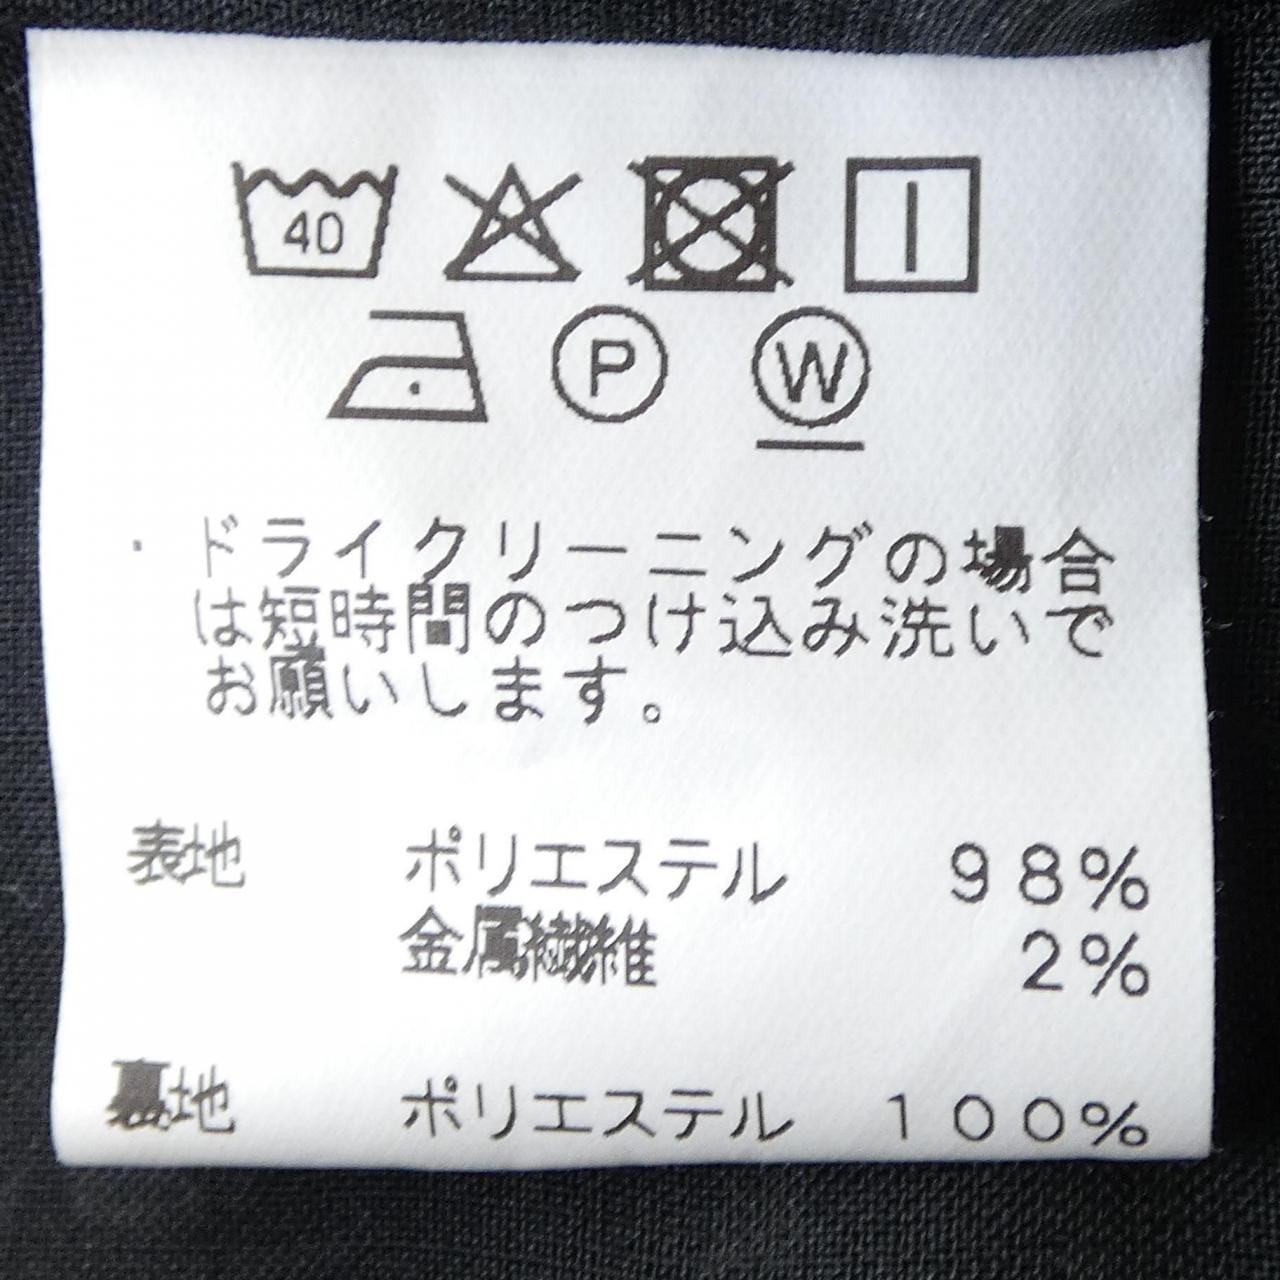 40
P W
・ドライクリーニングの場合
は短時間のつけ込み洗いで
お願いします。
表地 ポリエステル 98%
金属繊維 2%
裏地 ポリエステル 100%